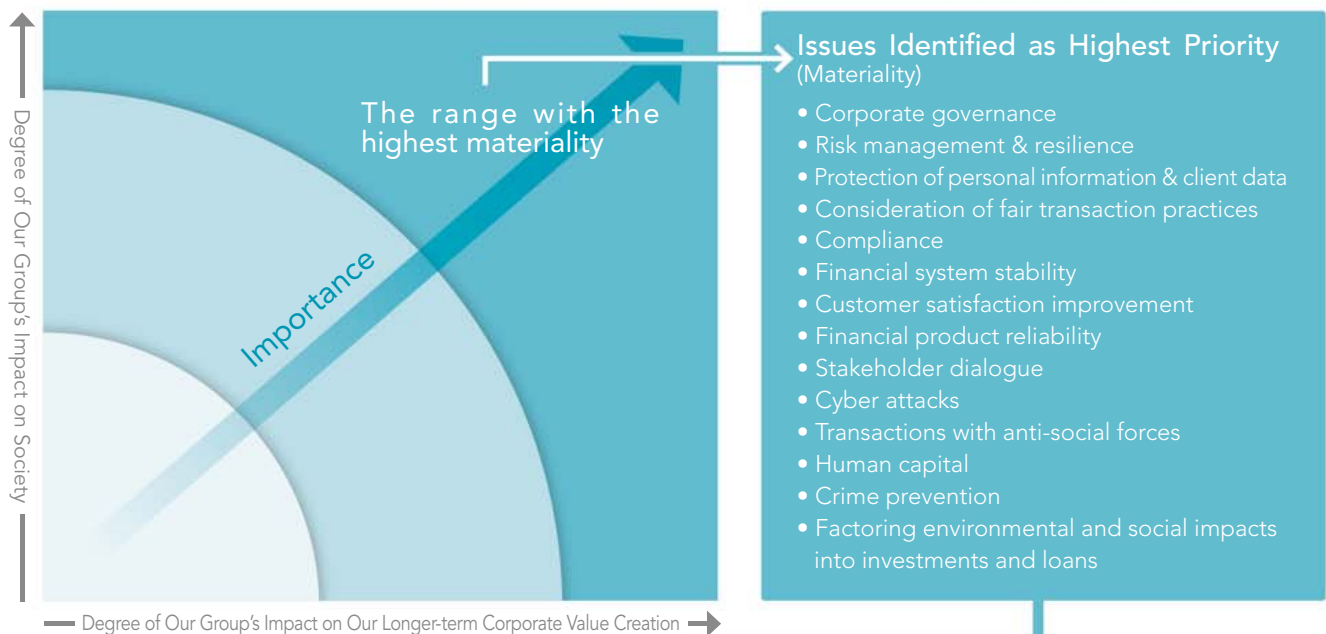 Degree of Our Group's Impact on Society
The range with the
highest materiality
Importance
Degree of Our Group's Impact on Our Longer-term Corporate Value Creation
Issues Identified as Highest Priority
(Materiality)
• Corporate governance
• Risk management & resilience
• Protection of personal information & client data
• Consideration of fair transaction practices
• Compliance
• Financial system stability
• Customer satisfaction improvement
• Financial product reliability
• Stakeholder dialogue
• Cyber attacks
• Transactions with anti-social forces
• Human capital
• Crime prevention
• Factoring environmental and social impacts
into investments and loans